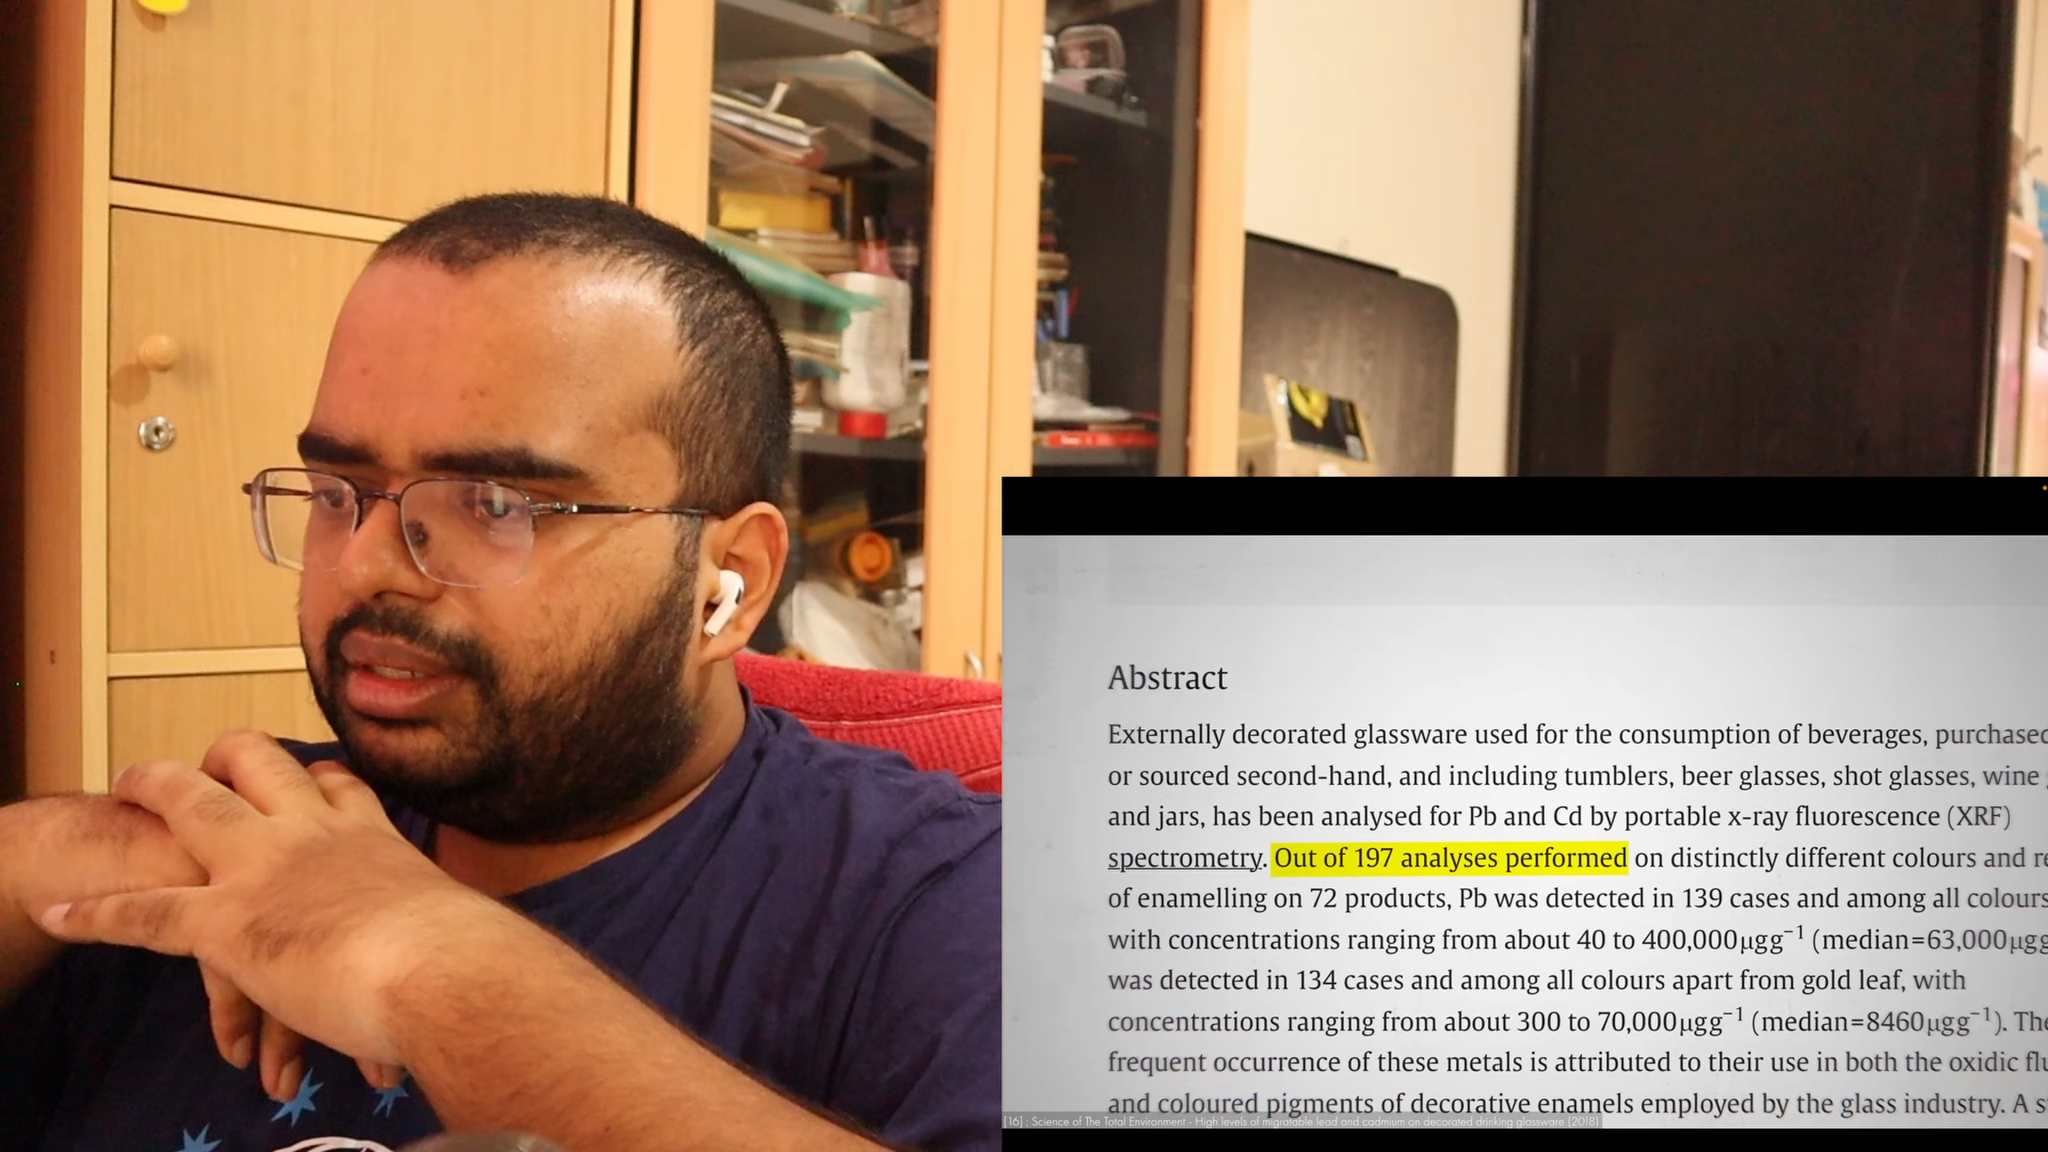 Abstract
Externally decorated glassware used for the consumption of beverages, purchased
or sourced second-hand, and including tumblers, beer glasses, shot glasses, wine
and jars, has been analysed for Pb and Cd by portable x-ray fluorescence (XRF)
spectrometry. Out of 197 analyses performed on distinctly different colours and re
of enamelling on 72 products, Pb was detected in 139 cases and among all colours
with concentrations ranging from about 40 to 400,000μgg⁻¹ (median=63,000μgg
was detected in 134 cases and among all colours apart from gold leaf, with
concentrations ranging from about 300 to 70,000μgg⁻¹ (median=8460μgg⁻¹). The
frequent occurrence of these metals is attributed to their use in both the oxidic flu
and coloured pigments of decorative enamels employed by the glass industry. A s
[16] ; Science of The Total Environment - High levels of migratable lead and cadmium on decorated drinking glassware (2018)